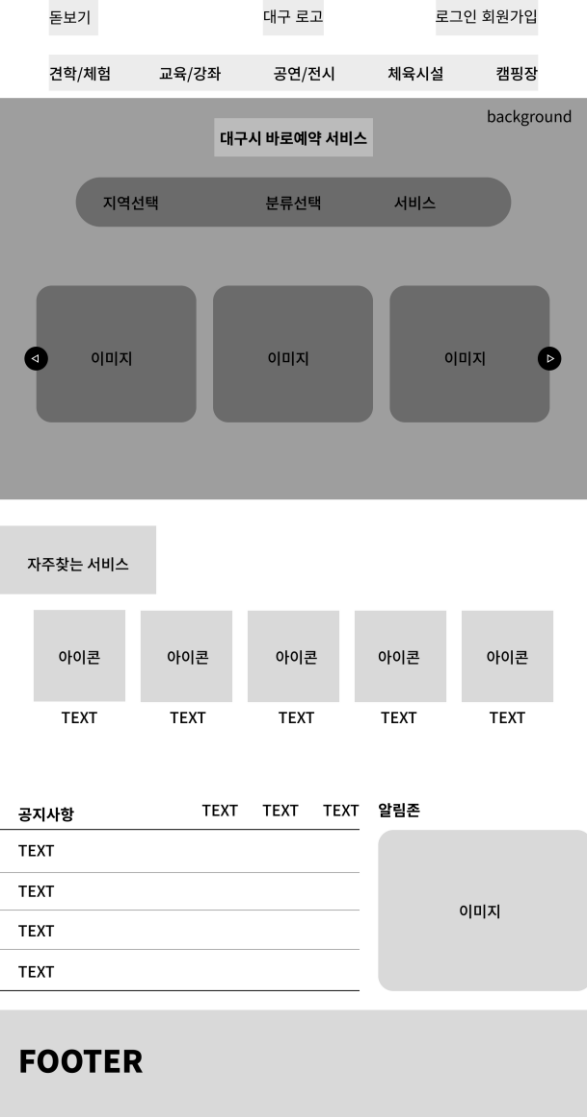 돋보기 대구 로고 로그인 회원가입
견학/체험 교육/강좌 공연/전시 체육시설 캠핑장
background
대구시 바로예약 서비스
지역선택 분류선택 서비스
이미지 이미지 이미지
자주찾는 서비스
아이콘 아이콘 아이콘 아이콘 아이콘
TEXT TEXT TEXT TEXT TEXT
공지사항 TEXT TEXT TEXT 알림존
TEXT
TEXT
이미지
TEXT
TEXT
FOOTER